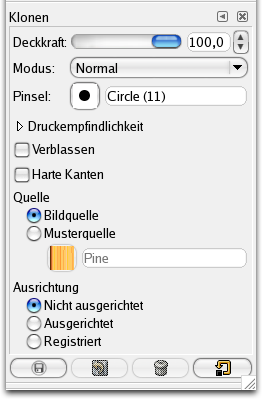 Klonen
Deckkraft: 100,0
Modus: Normal
Pinsel: Circle (11)
Druckempfindlichkeit
Verblassen
Harte Kanten
Quelle
Bildquelle
Musterquelle
Pine
Ausrichtung
Nicht ausgerichtet
Ausgerichtet
Registriert